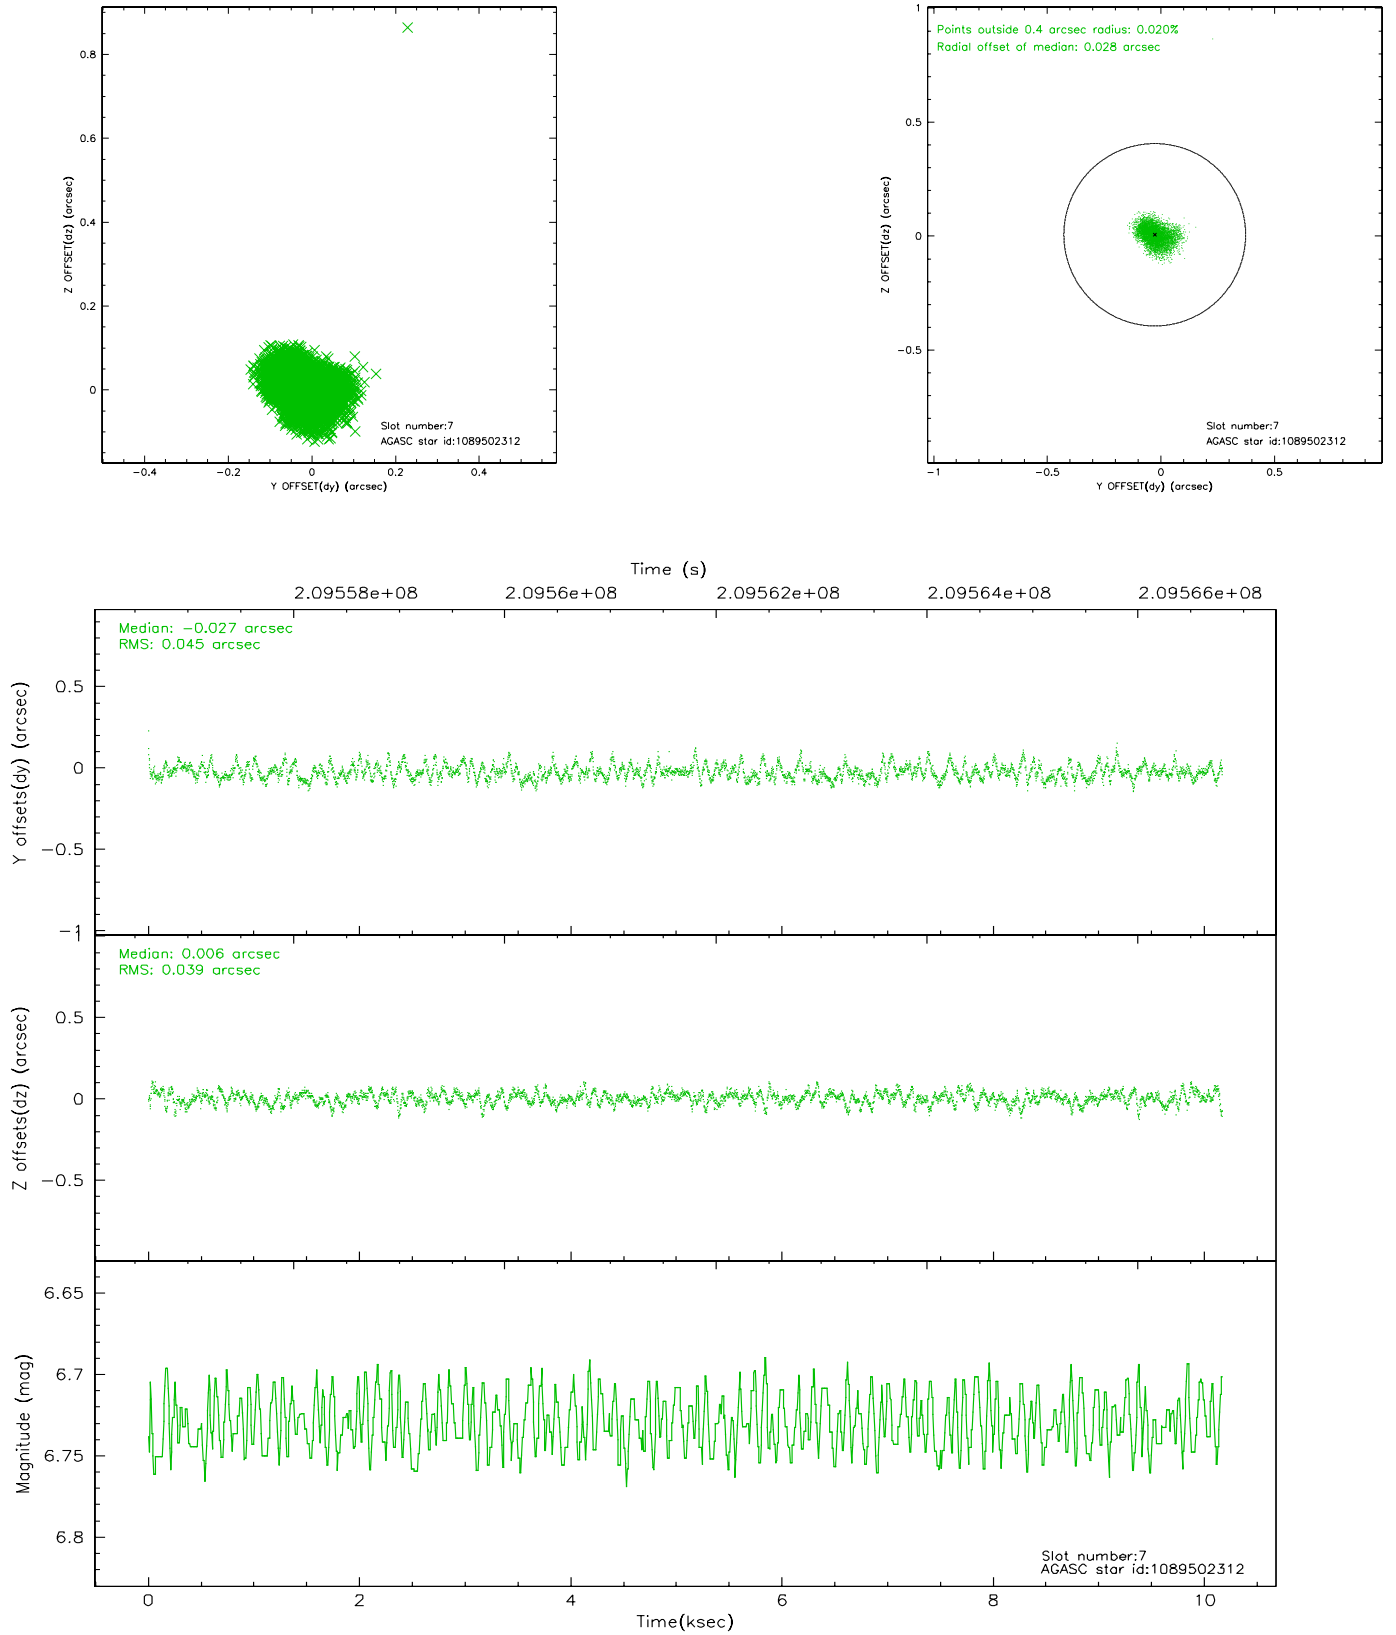 0.8
0.6
0.4
0.2
0
Z OFFSET(dz) (arcsec)
Slot number:7
AGASC star id:1089502312
−0.4 −0.2 0 0.2 0.4
Y OFFSET(dy) (arcsec)
1
0.5
0
−0.5
Z OFFSET(dz) (arcsec)
Points outside 0.4 arcsec radius: 0.020%
Radial offset of median: 0.028 arcsec
Slot number:7
AGASC star id:1089502312
−1 −0.5 0 0.5
Y OFFSET(dy) (arcsec)
Time (s)
2.09558e+08 2.0956e+08 2.09562e+08 2.09564e+08 2.09566e+08
Median: −0.027 arcsec
RMS: 0.045 arcsec
0.5
0
−0.5
−1
Y offsets(dy) (arcsec)
1
Median: 0.006 arcsec
RMS: 0.039 arcsec
0.5
0
−0.5
Z offsets(dz) (arcsec)
6.65
6.7
6.75
6.8
Magnitude (mag)
Slot number:7
AGASC star id:1089502312
0 2 4 6 8 10
Time(ksec)